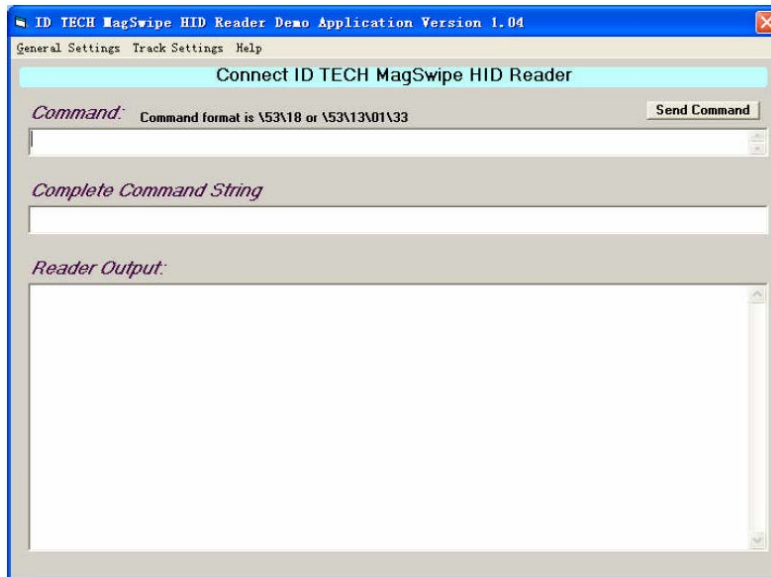 ID TECH MagSwipe HID Reader Demo Application Version 1.04
General Settings Track Settings Help
Connect ID TECH MagSwipe HID Reader
Command: Command format is \53\18 or \53\13\01\33 Send Command
Complete Command String
Reader Output: